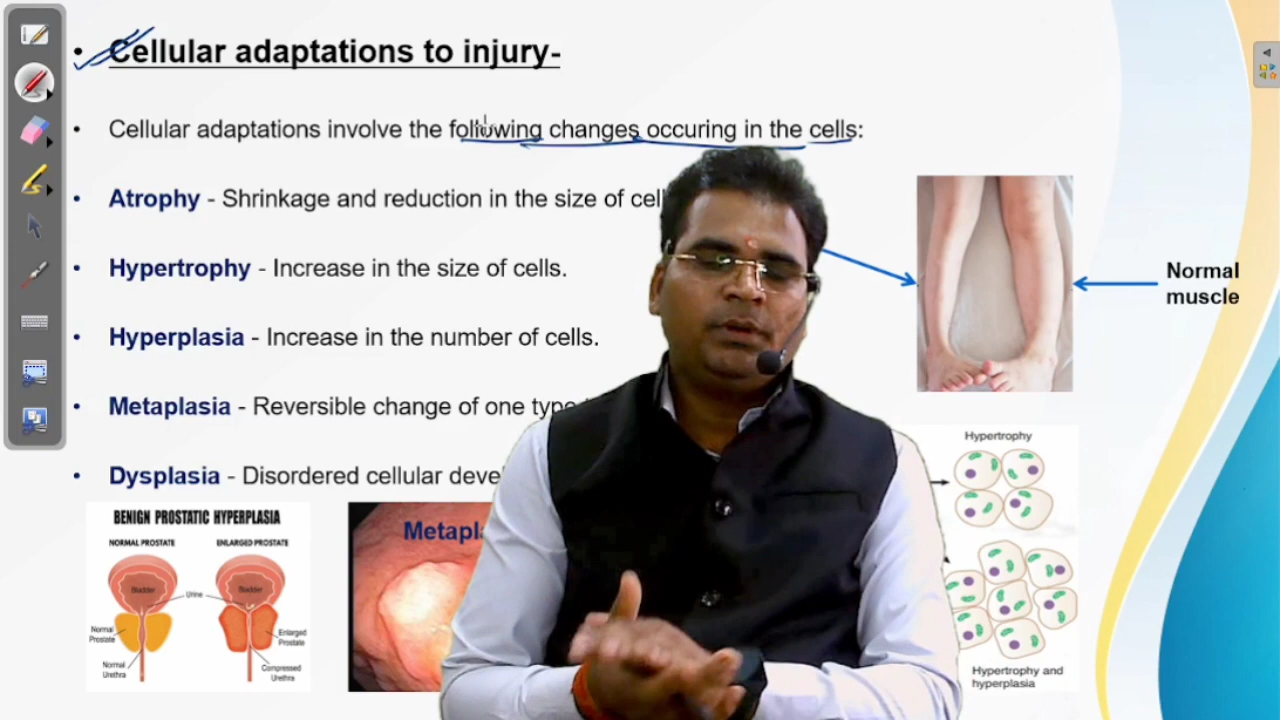 Cellular adaptations to injury-
Cellular adaptations involve the following changes occuring in the cells:
Atrophy - Shrinkage and reduction in the size of
Hypertrophy - Increase in the size of cells.
Hyperplasia - Increase in the number of cells.
Metaplasia - Reversible change of one type
Dysplasia - Disordered cellular
Normal
muscle
BENIGN PROSTATIC HYPERPLASIA
NORMAL PROSTATE
ENLARGED PROSTATE
Bladder
Urine
Bladder
Normal
Prostate
Enlarged
Prostate
Normal
Urethra
Compressed
Urethra
Hypertrophy
Hypertrophy and
hyperplasia